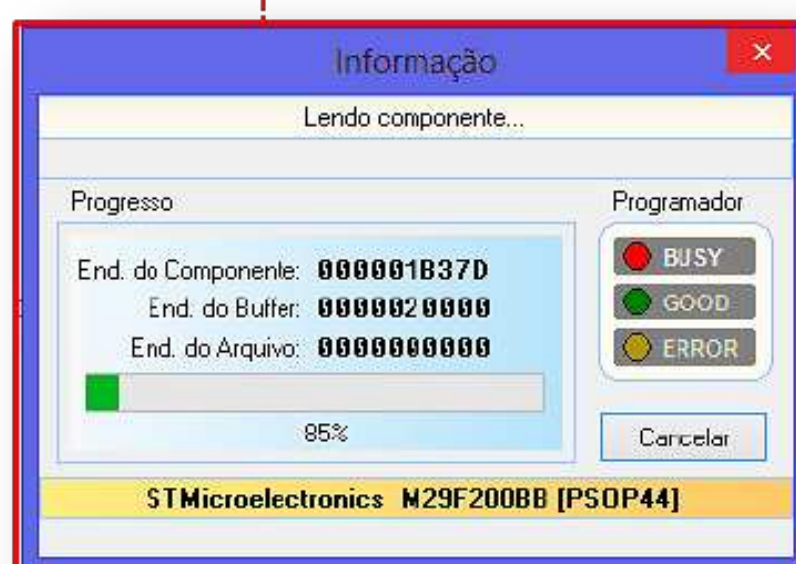 Informação
Lendo componente...
Progresso
Programador
End. do Componente: 000001B37D
End. do Buffer: 0000020000
End. do Arquivo: 0000000000
85%
BUSY
GOOD
ERROR
Cancelar
STMicroelectronics M29F200BB [PSOP44]